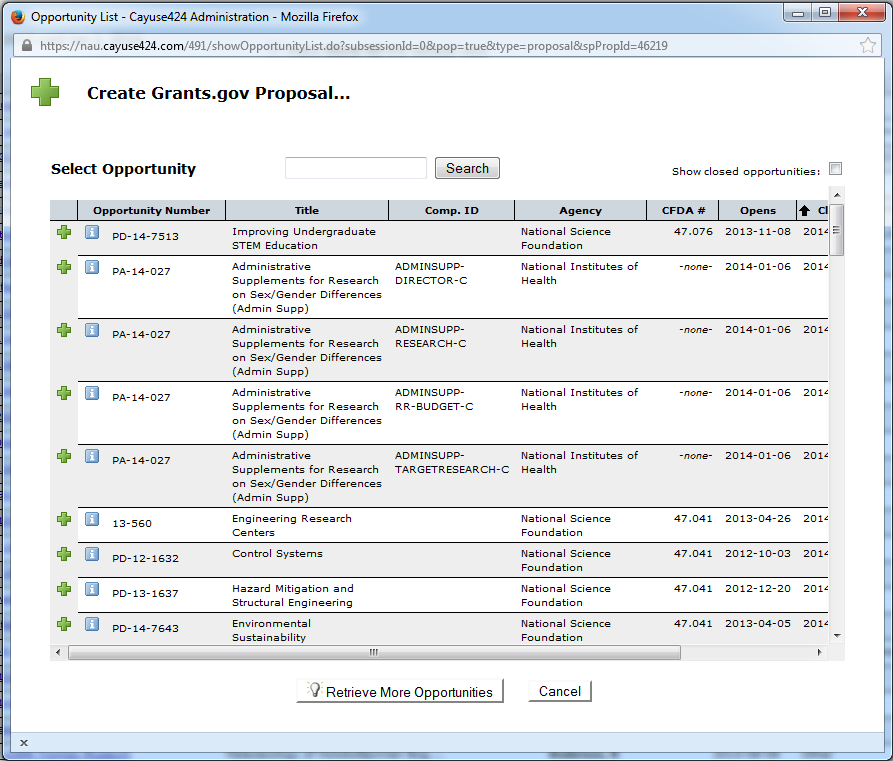 Opportunity List - Cayuse424 Administration - Mozilla Firefox
https://nau.cayuse424.com/491/showOpportunityList.do?subsessionId=0&pop=true&type=proposal&spPropId=46219
Create Grants.gov Proposal...
Select Opportunity Search Show closed opportunities:
Opportunity Number Title Comp. ID Agency CFDA # Opens
PD-14-7513 Improving Undergraduate National Science 47.076 2013-11-08 2014
STEM Education Foundation
PA-14-027 Administrative ADMINSUPP- National Institutes of -none- 2014-01-06 2014
Supplements for Research DIRECTOR-C Health
on Sex/Gender Differences
(Admin Supp)
PA-14-027 Administrative ADMINSUPP- National Institutes of -none- 2014-01-06 2014
Supplements for Research RESEARCH-C Health
on Sex/Gender Differences
(Admin Supp)
PA-14-027 Administrative ADMINSUPP- National Institutes of -none- 2014-01-06 2014
Supplements for Research RR-BUDGET-C Health
on Sex/Gender Differences
(Admin Supp)
PA-14-027 Administrative ADMINSUPP- National Institutes of -none- 2014-01-06 2014
Supplements for Research TARGETRESEARCH-C Health
on Sex/Gender Differences
(Admin Supp)
13-560 Engineering Research National Science 47.041 2013-04-26 2014
Centers Foundation
PD-12-1632 Control Systems National Science 47.041 2012-10-03 2014
Foundation
PD-13-1637 Hazard Mitigation and National Science 47.041 2012-12-20 2014
Structural Engineering Foundation
PD-14-7643 Environmental National Science 47.041 2013-04-05 2014
Sustainability Foundation
Retrieve More Opportunities Cancel